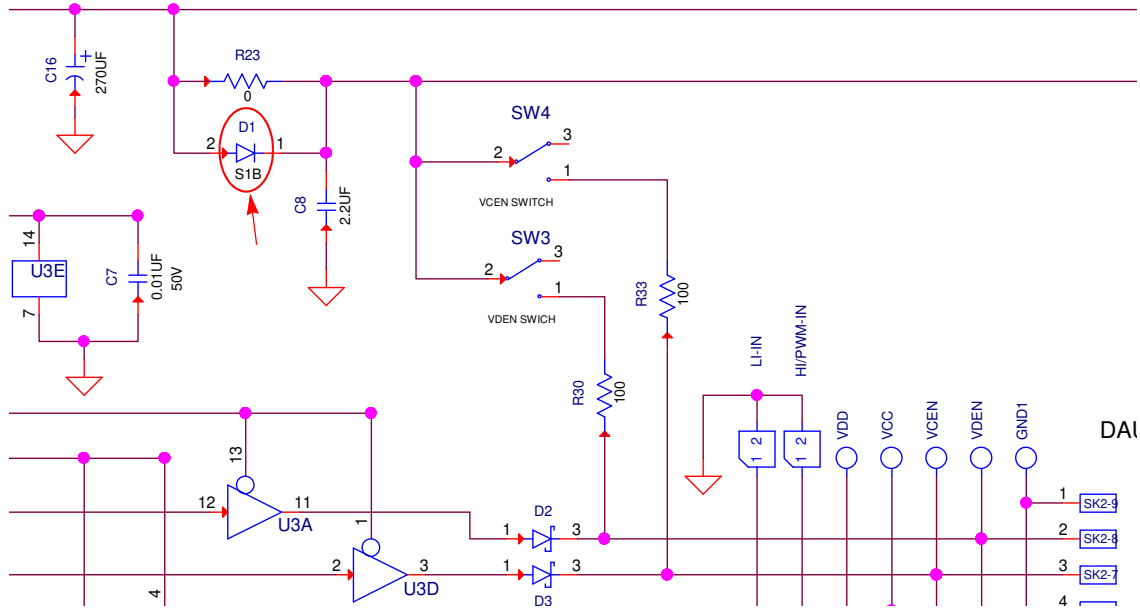 C16
+
270UF
R23
0
D1
2
1
S1B
C8
2.2UF
SW4
3
2
1
VCEN SWITCH
SW3
3
2
1
VDEN SWICH
14
U3E
7
C7
0.01UF
50V
R33
100
R30
100
LI-IN
HI/PWM-IN
1 2
1 2
VDD
VCC
VCEN
VDEN
GND1
DAU
13
12
11
U3A
1
2
3
U3D
4
D2
1
3
1
3
D3
1
SK2-9
2
SK2-8
3
SK2-7
4